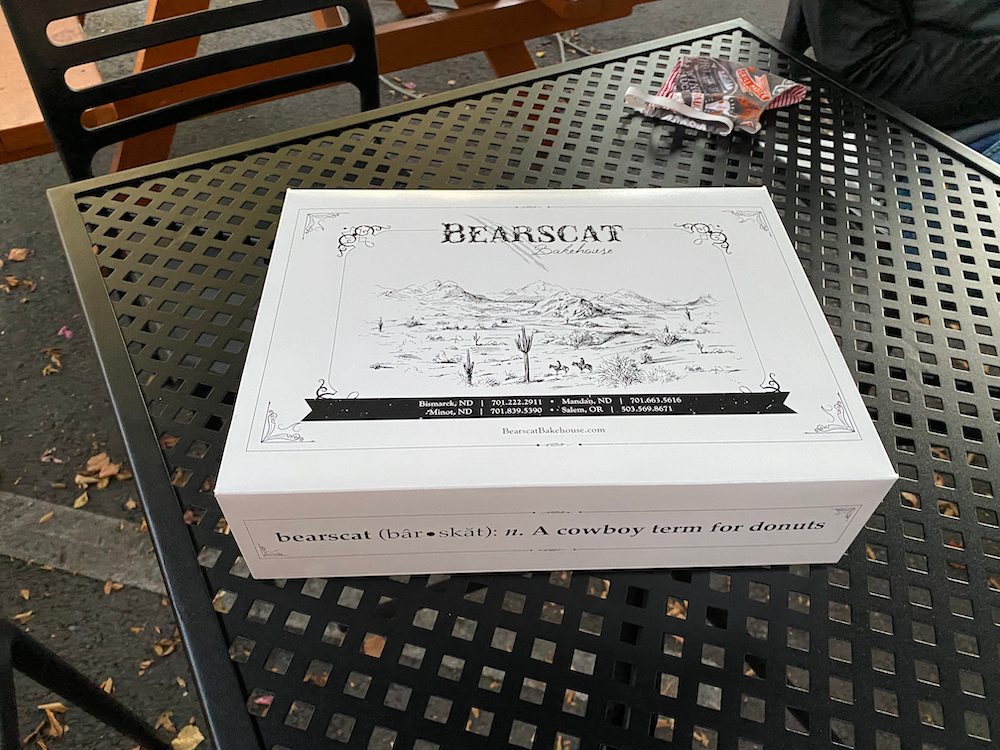 BEARSCAT
Bakehouse
Bismarck, ND | 701.222.2911 • Mandan, ND | 701.663.5616
Minot, ND | 701.839.5390 • Salem, OR | 503.569.8671
BearscatBakehouse.com
bearscat (bâr•skăt): n. A cowboy term for donuts